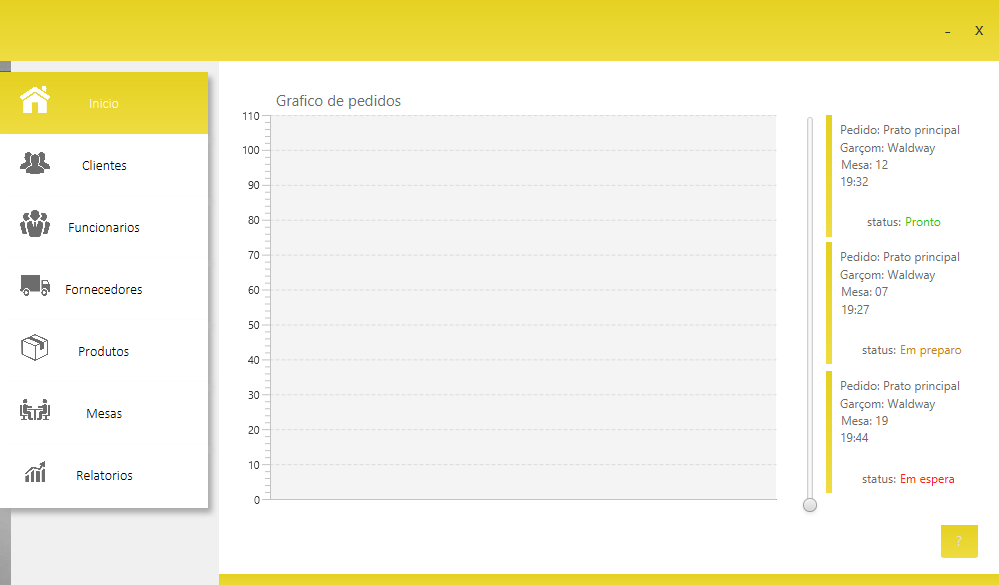 - X
Inicio
Clientes
Funcionarios
Fornecedores
Produtos
Mesas
Relatorios
Grafico de pedidos
110
100
90
80
70
60
50
40
30
20
10
0
Pedido: Prato principal
Garçom: Waldway
Mesa: 12
19:32
status: Pronto
Pedido: Prato principal
Garçom: Waldway
Mesa: 07
19:27
status: Em preparo
Pedido: Prato principal
Garçom: Waldway
Mesa: 19
19:44
status: Em espera
?